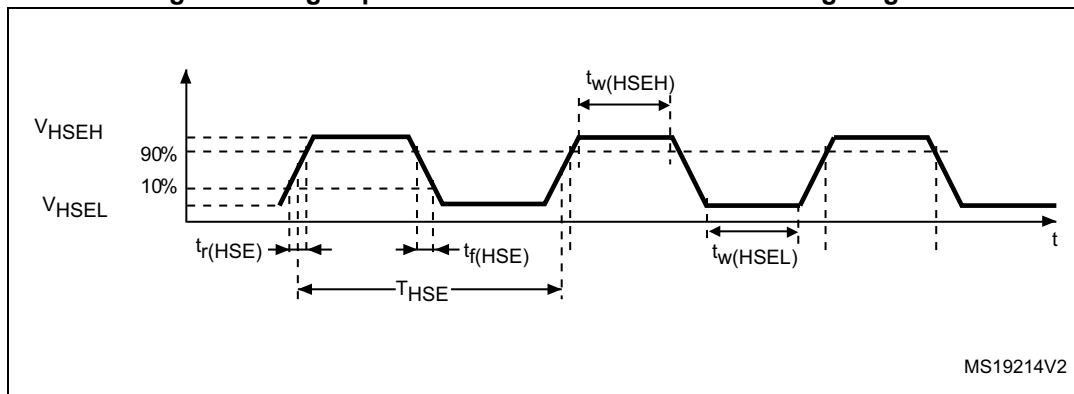 tw(HSEH)
VHSEH
90%
10%
VHSEL
tr(HSE)
tf(HSE)
tw(HSEL)
t
THSE
MS19214V2